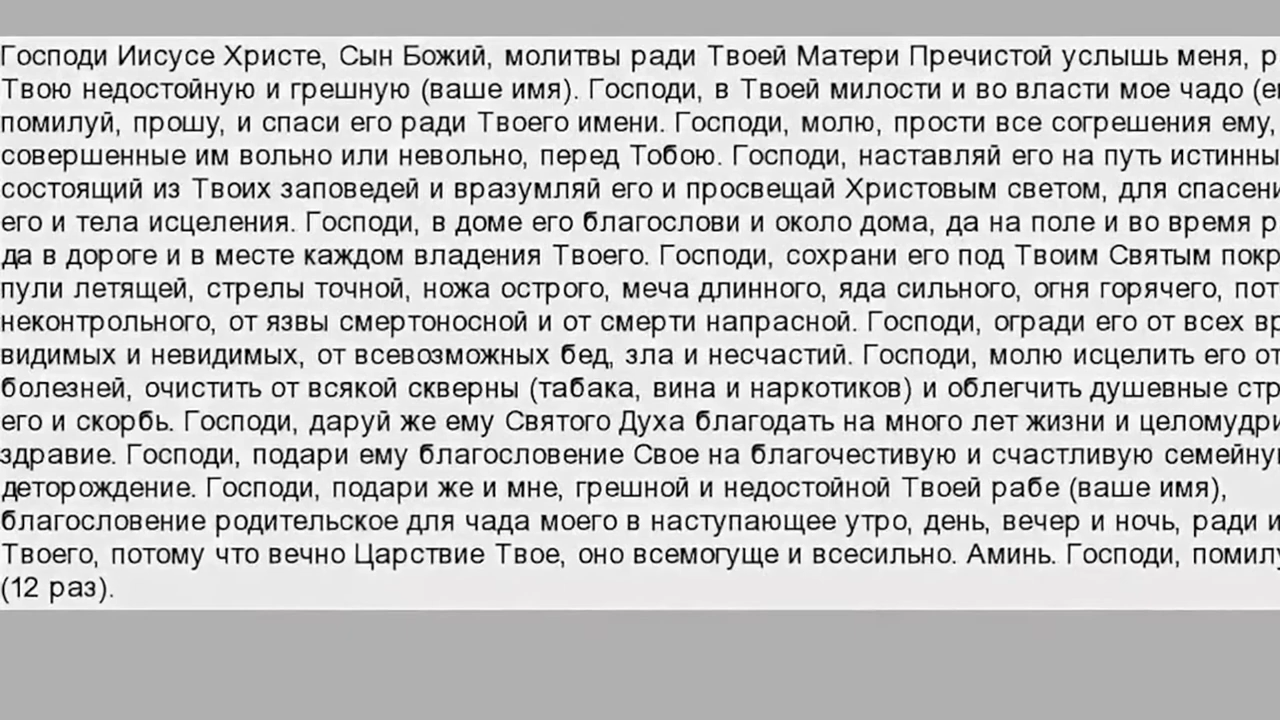 Господи Иисусе Христе, Сын Божий, молитвы ради Твоей Матери Пречистой услышь меня,
Твою недостойную и грешную (ваше имя). Господи, в Твоей милости и во власти мое чадо
помилуй, прошу, и спаси его ради Твоего имени. Господи, молю, прости все согрешения ему,
совершенные им вольно или невольно, перед Тобою. Господи, наставляй его на путь
состоящий из Твоих заповедей и вразумляй его и просвещай Христовым светом, для
его и тела исцеления. Господи, в доме его благослови и около дома, да на поле и во время
да в дороге и в месте каждом владения Твоего. Господи, сохрани его под Твоим Святым
пули летящей, стрелы точной, ножа острого, меча длинного, яда сильного, огня горячего,
неконтрольного, от язвы смертоносной и от смерти напрасной. Господи, огради его от всех
видимых и невидимых, от всевозможных бед, зла и несчастий. Господи, молю исцелить его от
болезней, очистить от всякой скверны (табака, вина и наркотиков) и облегчить душевные
его и скорбь. Господи, даруй же ему Святого Духа благодать на много лет жизни и
здравие. Господи, подари ему благословение Свое на благочестивую и счастливую
деторождение. Господи, подари же и мне, грешной и недостойной Твоей рабе (ваше имя),
благословение родительское для чада моего в наступающее утро, день, вечер и ночь, ради
Твоего, потому что вечно Царствие Твое, оно всемогуще и всесильно. Аминь. Господи,
(12 раз).